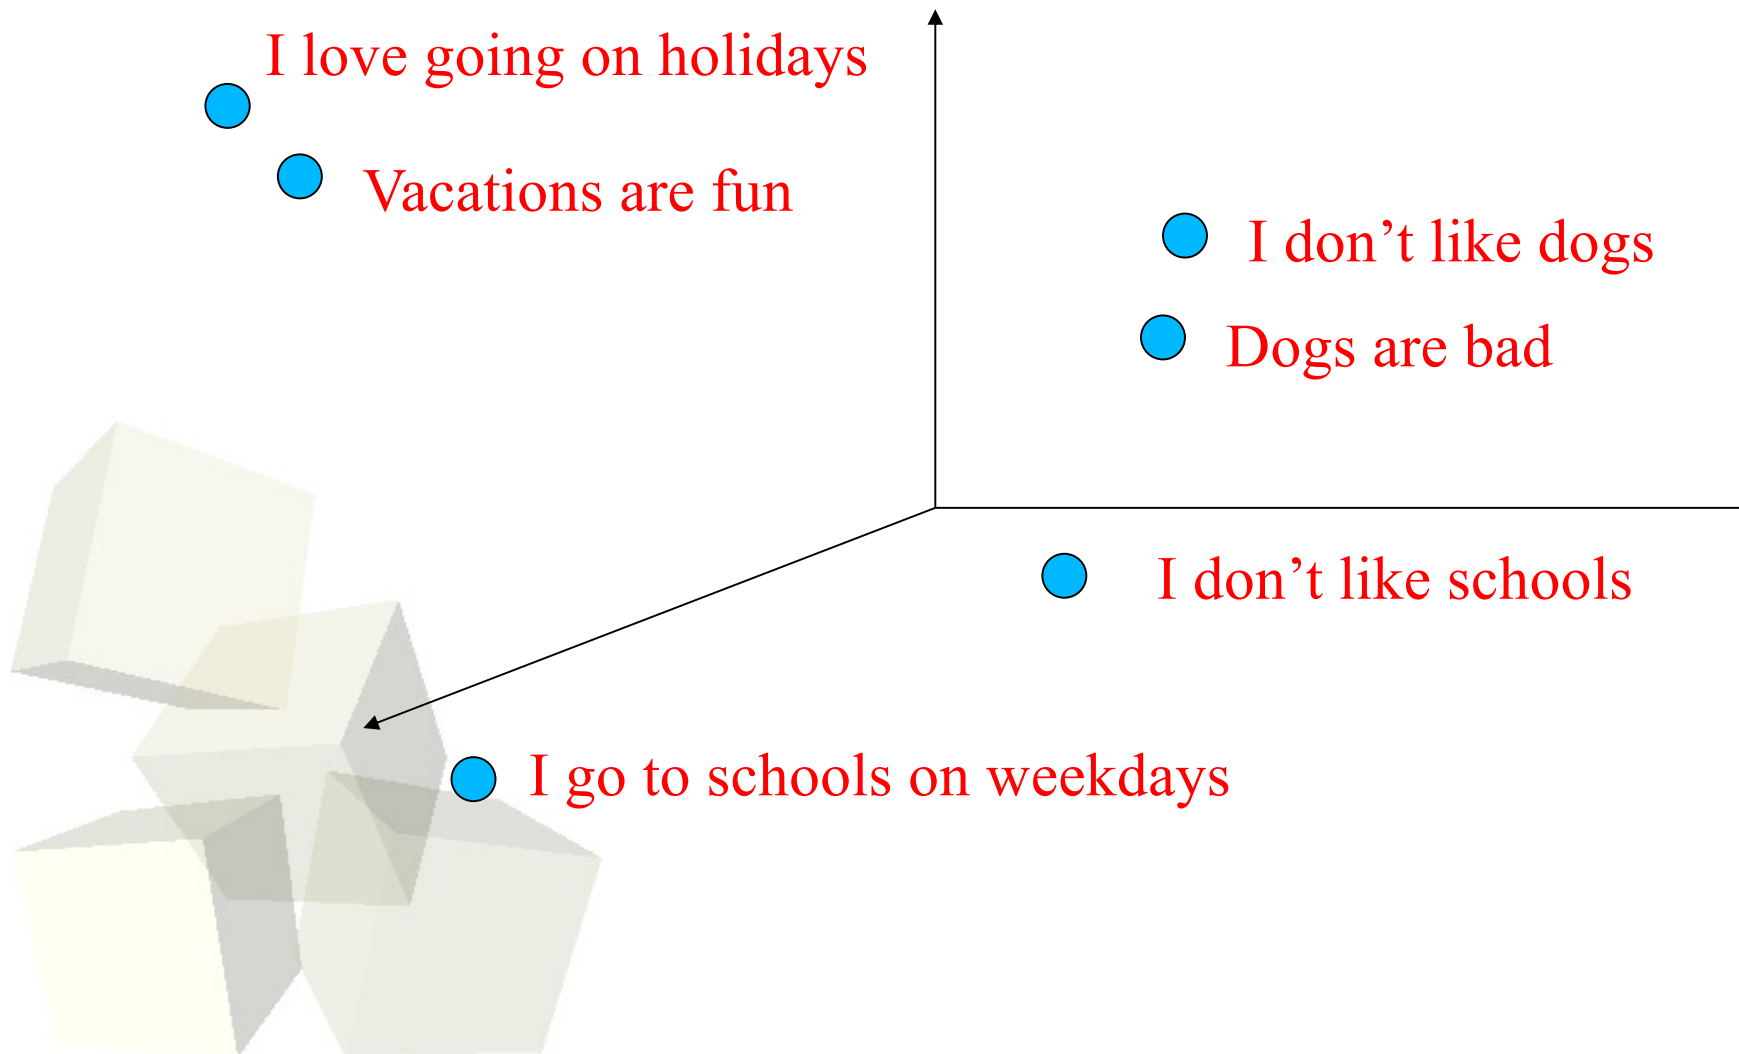 I love going on holidays
Vacations are fun
I don’t like dogs
Dogs are bad
I don’t like schools
I go to schools on weekdays